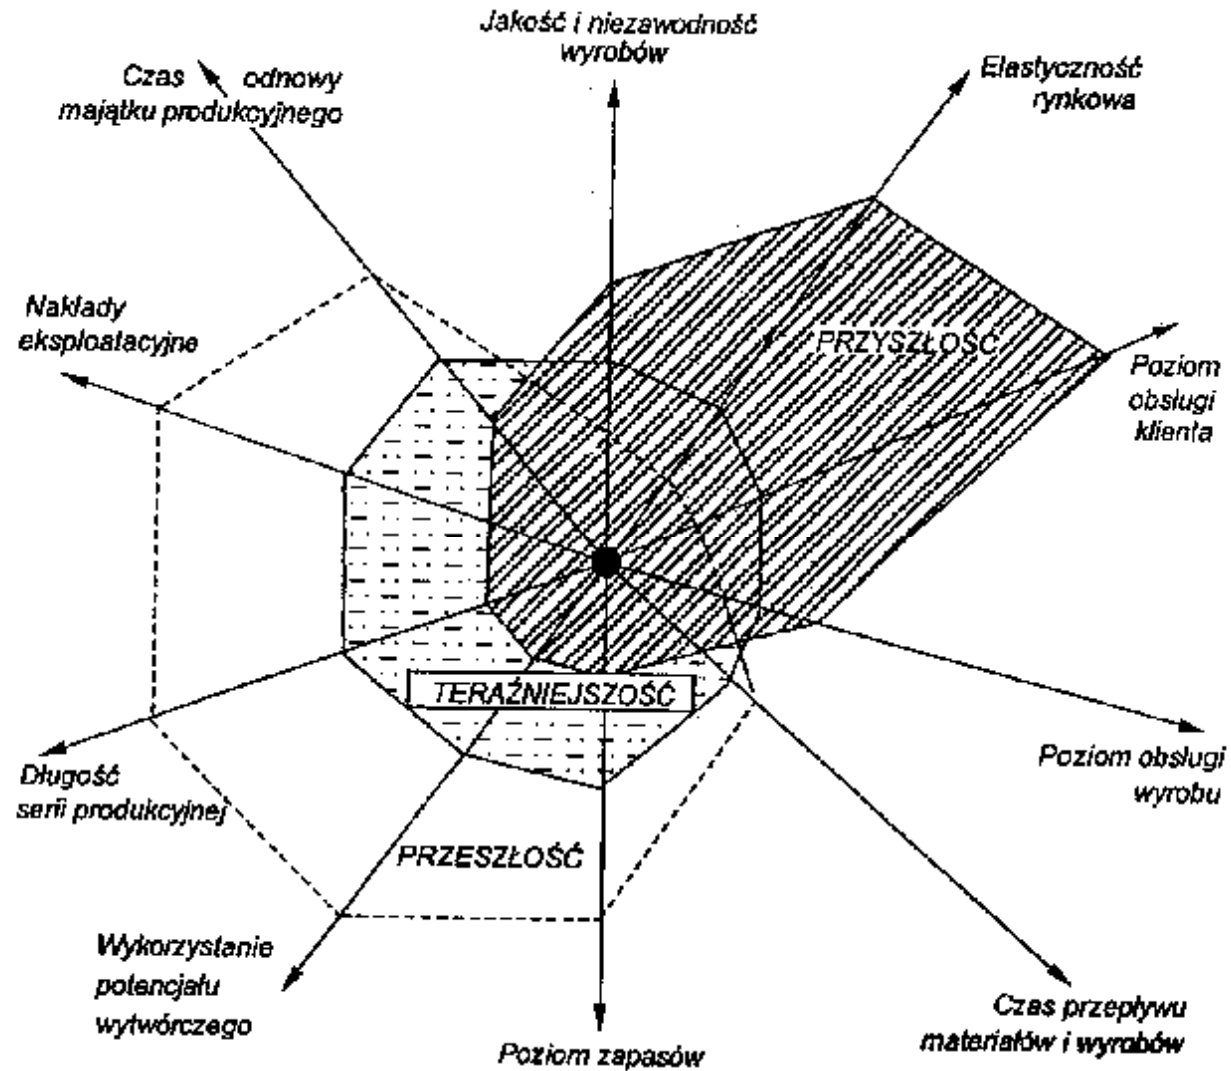 Jakość i niezawodność
wyrobów
Czas odnowy
majątku produkcyjnego
Elastyczność
rynkowa
Nakłady
eksploatacyjne
PRZYSZŁOŚĆ
Poziom
obsługi
klienta
TERAŹNIEJSZOŚĆ
Poziom obsługi
wyrobu
Długość
serii produkcyjnej
PRZESZŁOŚĆ
Wykorzystanie
potencjału
wytwórczego
Poziom zapasów
Czas przepływu
materiałów i wyrobów